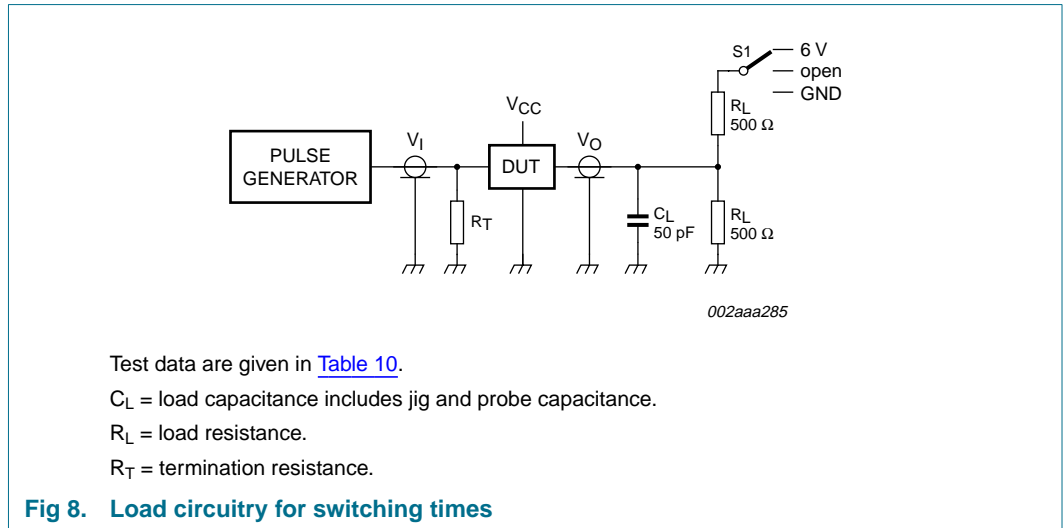 S1
6 V
open
GND
RL
500 Ω
VCC
VI
VO
PULSE
GENERATOR
DUT
RT
CL
50 pF
RL
500 Ω
002aaa285
Test data are given in Table 10.
CL = load capacitance includes jig and probe capacitance.
RL = load resistance.
RT = termination resistance.
Fig 8. Load circuitry for switching times